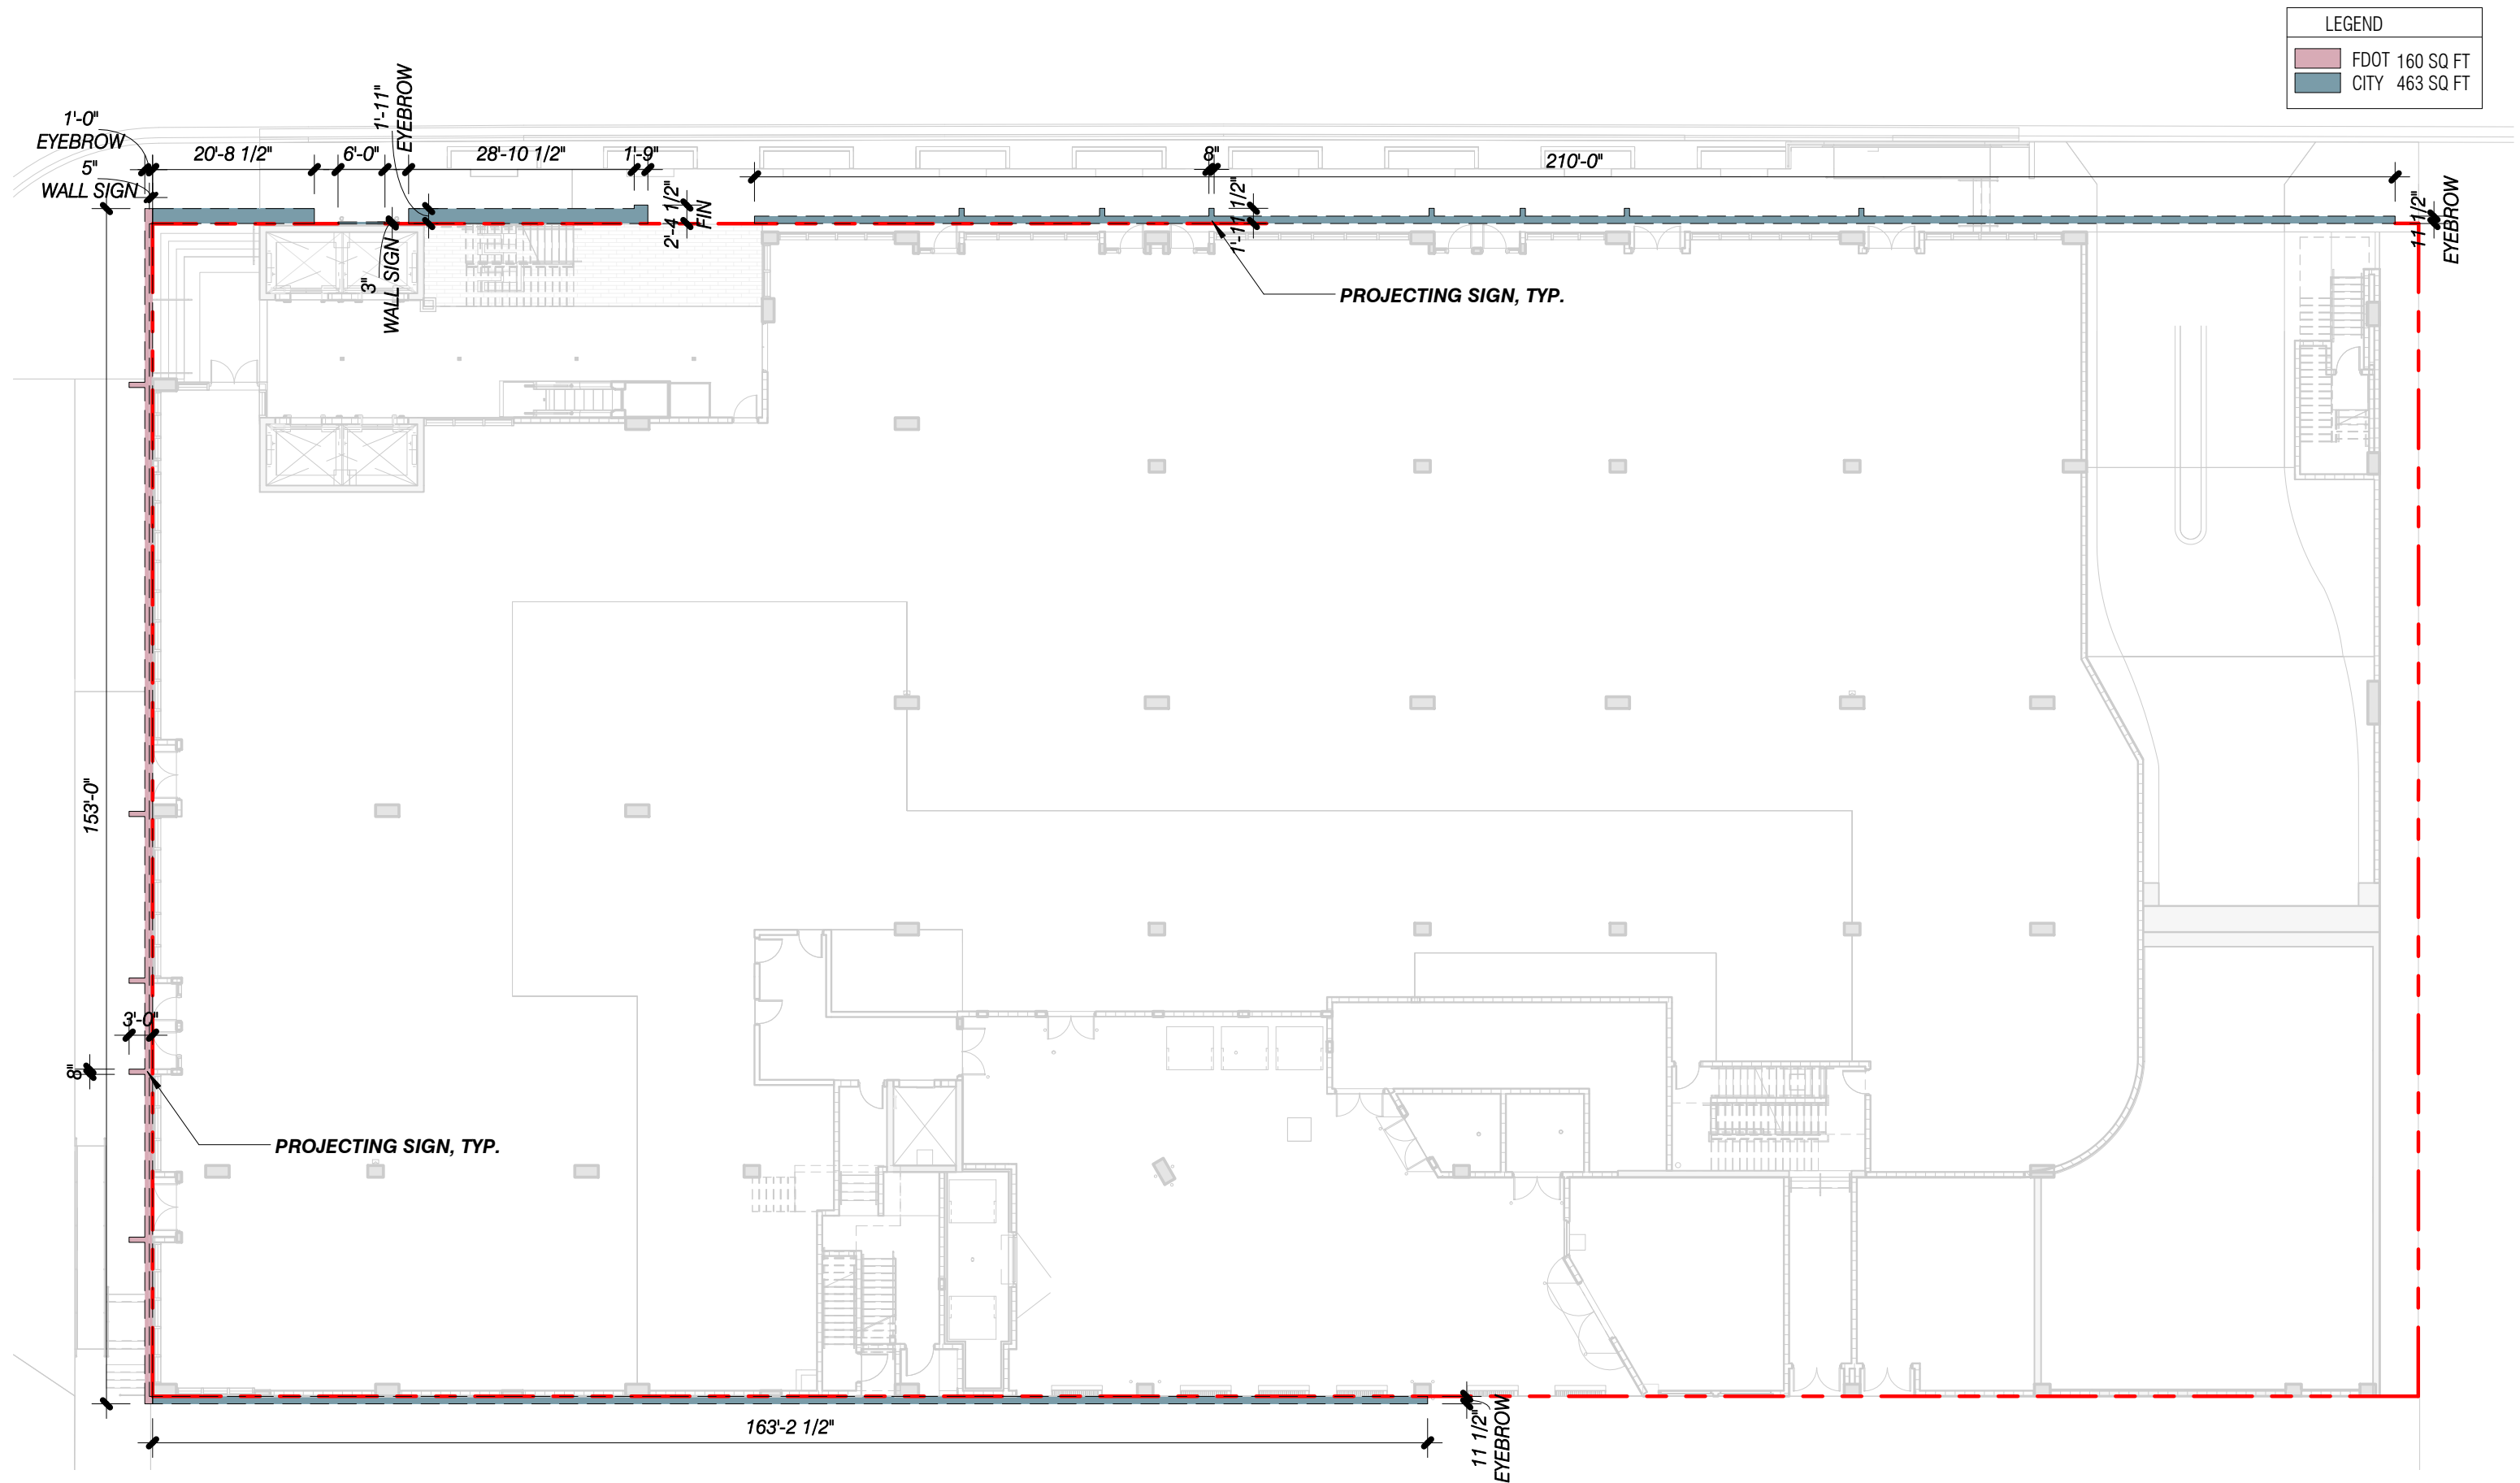 LEGEND
FDOT 160 SQ FT
CITY 463 SQ FT
1'-0"
EYEBROW
5"
WALL SIGN
20'-8 1/2"
6'-0"
1'-11"
EYEBROW
28'-10 1/2"
1'-9"
2'-4 1/2"
FIN
3"
WALL SIGN
8"
1'-11 1/2"
210'-0"
11 1/2"
EYEBROW
PROJECTING SIGN, TYP.
153'-0"
3'-0"
8"
PROJECTING SIGN, TYP.
163'-2 1/2"
11 1/2"
EYEBROW